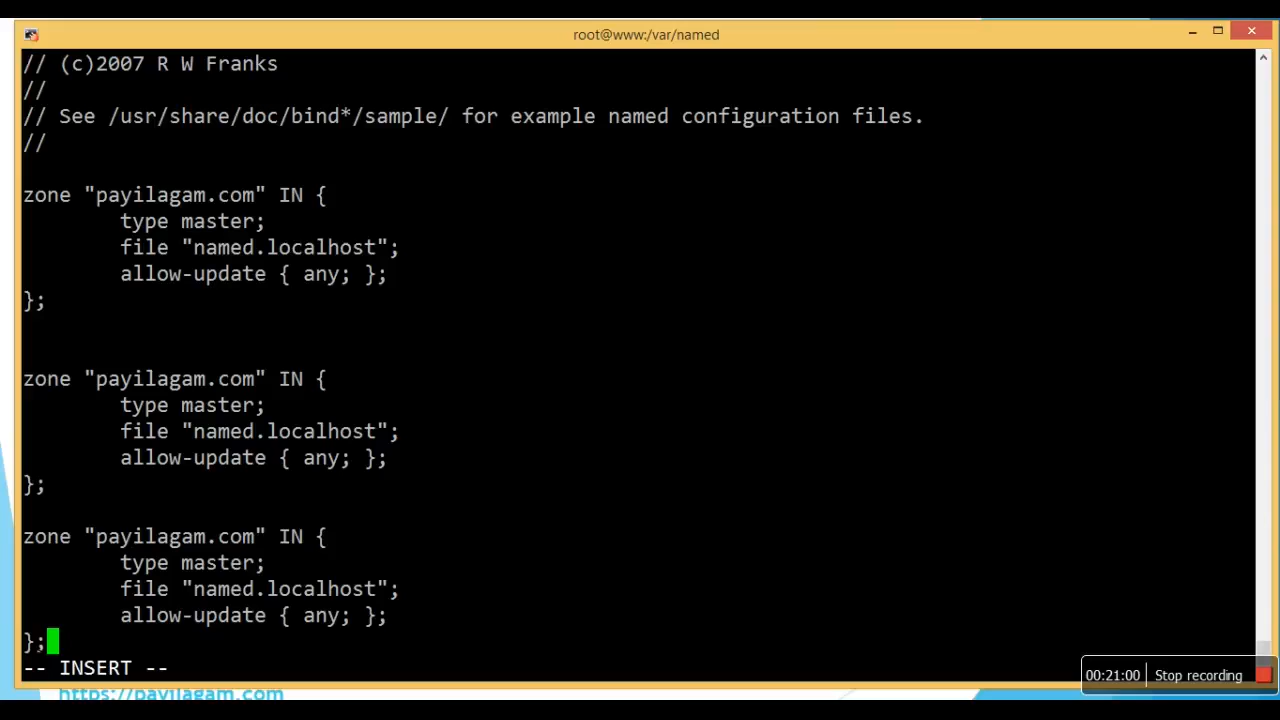 root@www:/var/named
// (c)2007 R W Franks
//
// See /usr/share/doc/bind*/sample/ for example named configuration files.
//
zone "payilagam.com" IN {
type master;
file "named.localhost";
allow-update { any; };
};
zone "payilagam.com" IN {
type master;
file "named.localhost";
allow-update { any; };
};
zone "payilagam.com" IN {
type master;
file "named.localhost";
allow-update { any; };
};
-- INSERT --
00:21:00 Stop recording
https://payilagam.com